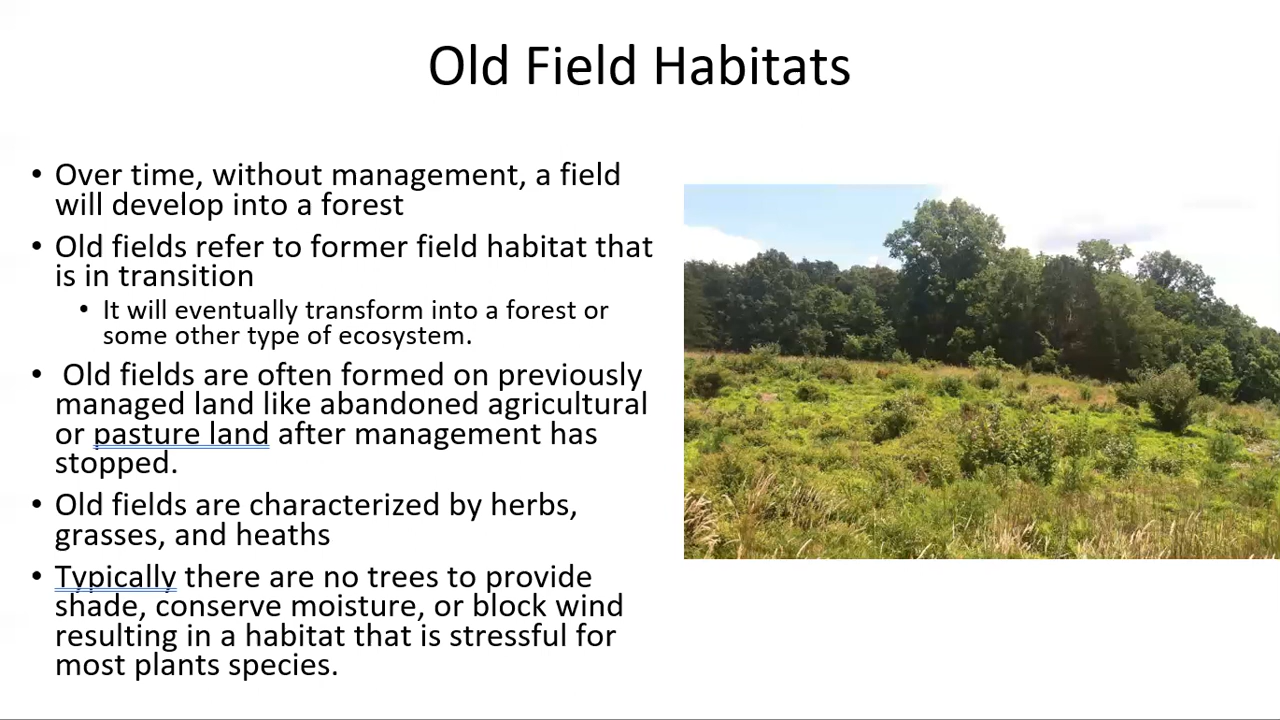 Old Field Habitats
• Over time, without management, a field
will develop into a forest
• Old fields refer to former field habitat that
is in transition
• It will eventually transform into a forest or
some other type of ecosystem.
• Old fields are often formed on previously
managed land like abandoned agricultural
or pasture land after management has
stopped.
• Old fields are characterized by herbs,
grasses, and heaths
• Typically there are no trees to provide
shade, conserve moisture, or block wind
resulting in a habitat that is stressful for
most plants species.